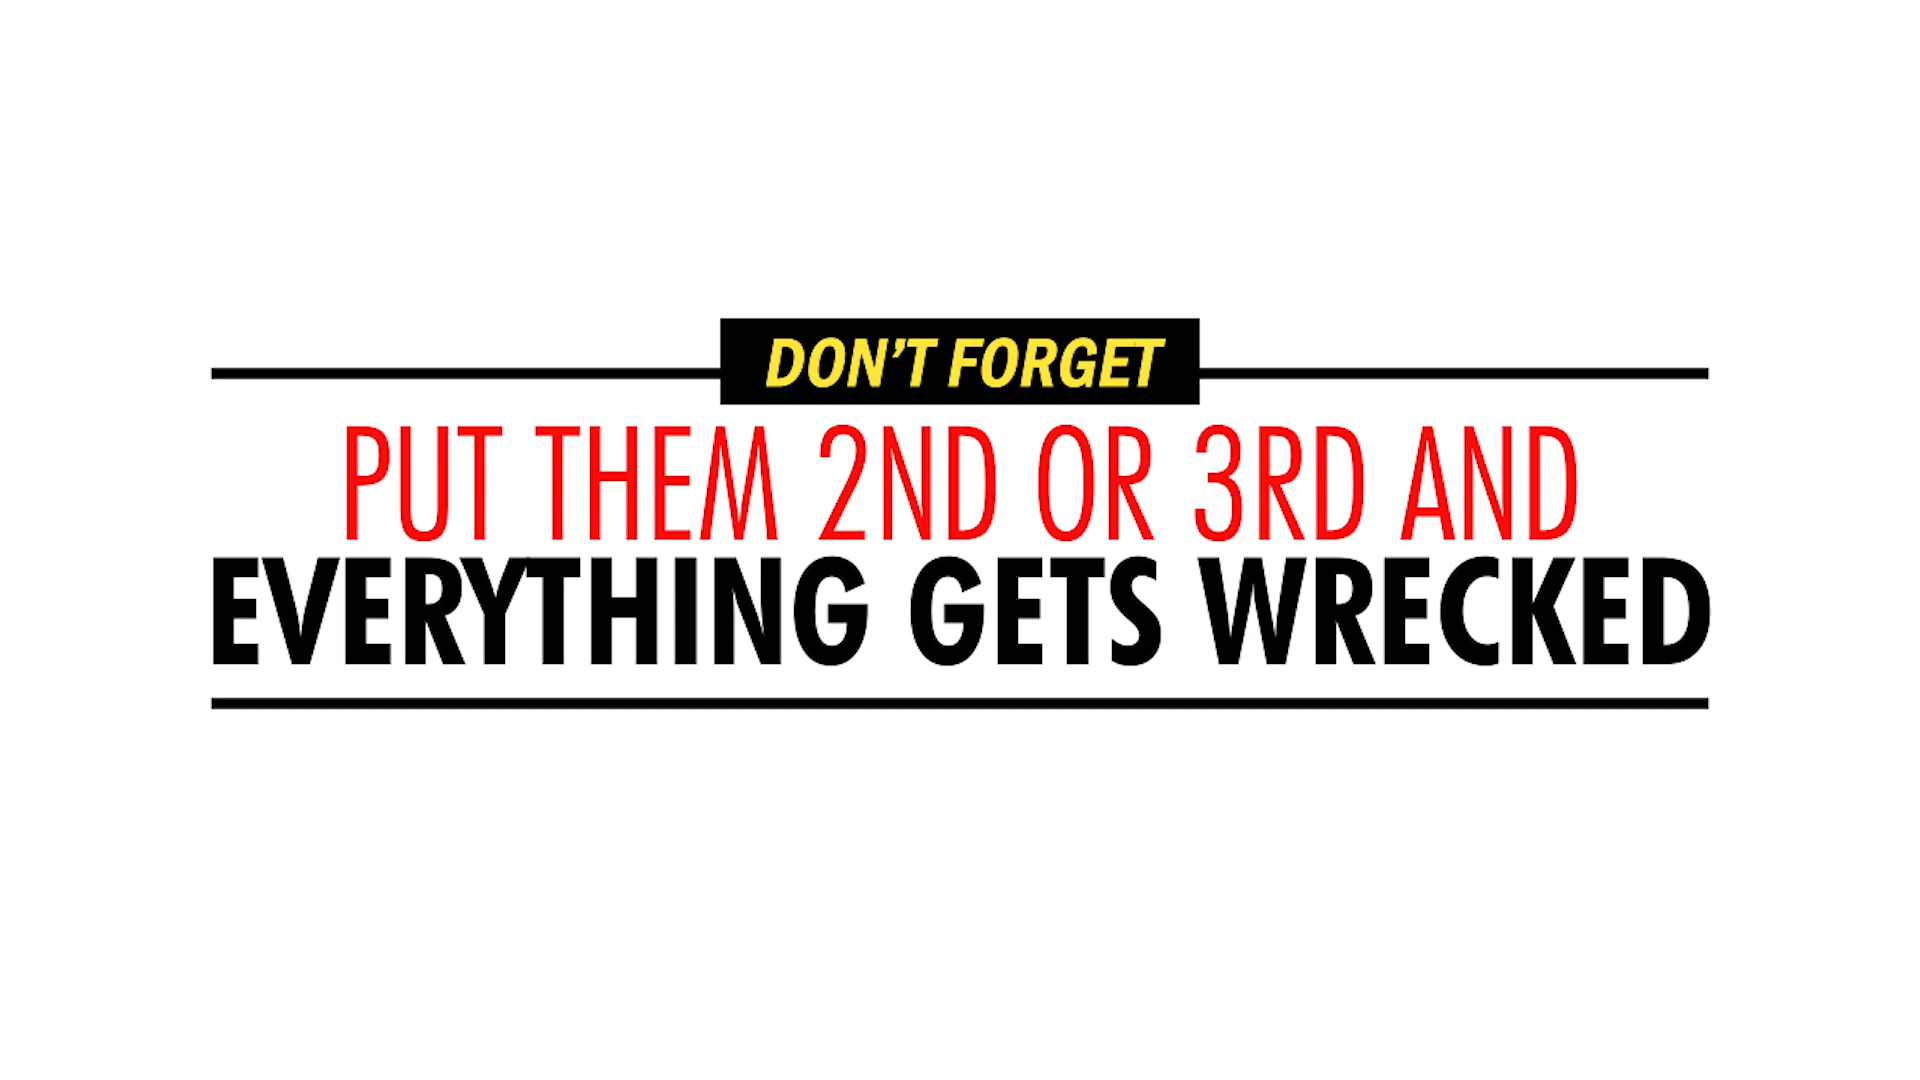 DON’T FORGET
PUT THEM 2ND OR 3RD AND
EVERYTHING GETS WRECKED